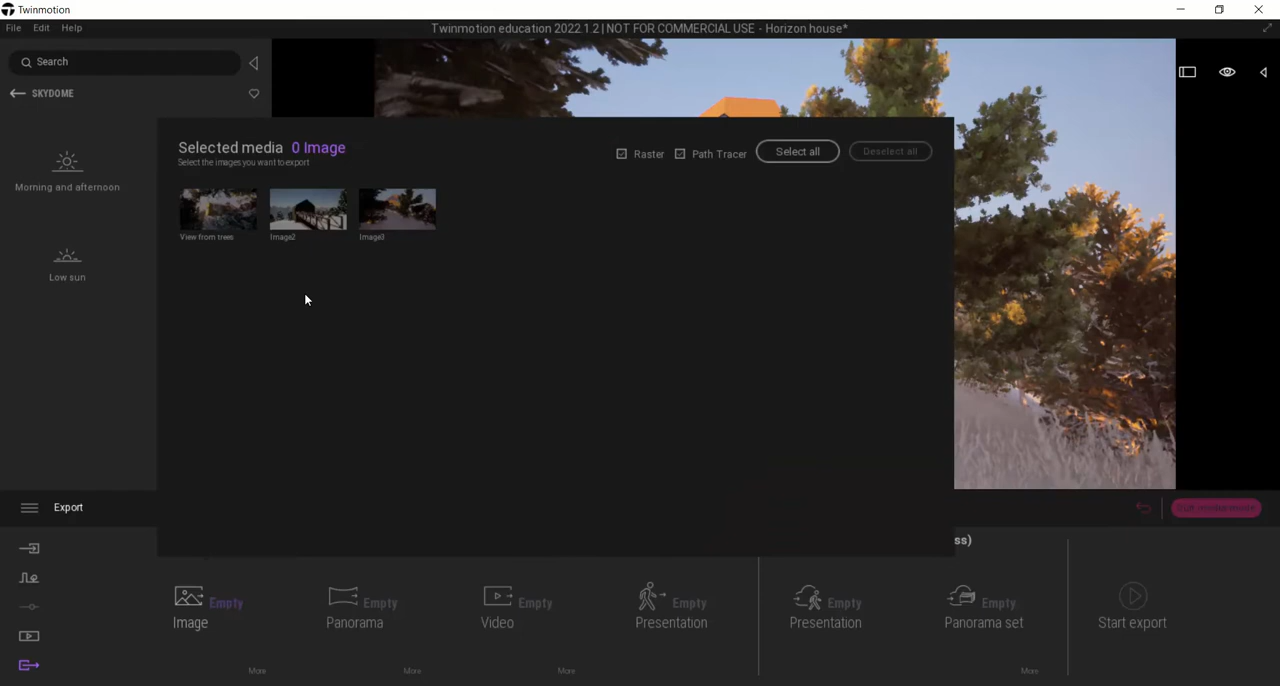 Twinmotion
File Edit Help
Twinmotion education 2022.1.2 | NOT FOR COMMERCIAL USE - Horizon house*
Search
SKYDOME
Morning and afternoon
Low sun
Selected media 0 Image
Select the images you want to export
Raster Path Tracer Select all Deselect all
View from trees Image2 Image3
Export
ss)
Empty Empty Empty Empty Empty Empty
Image Panorama Video Presentation Presentation Panorama set Start export
More More More More